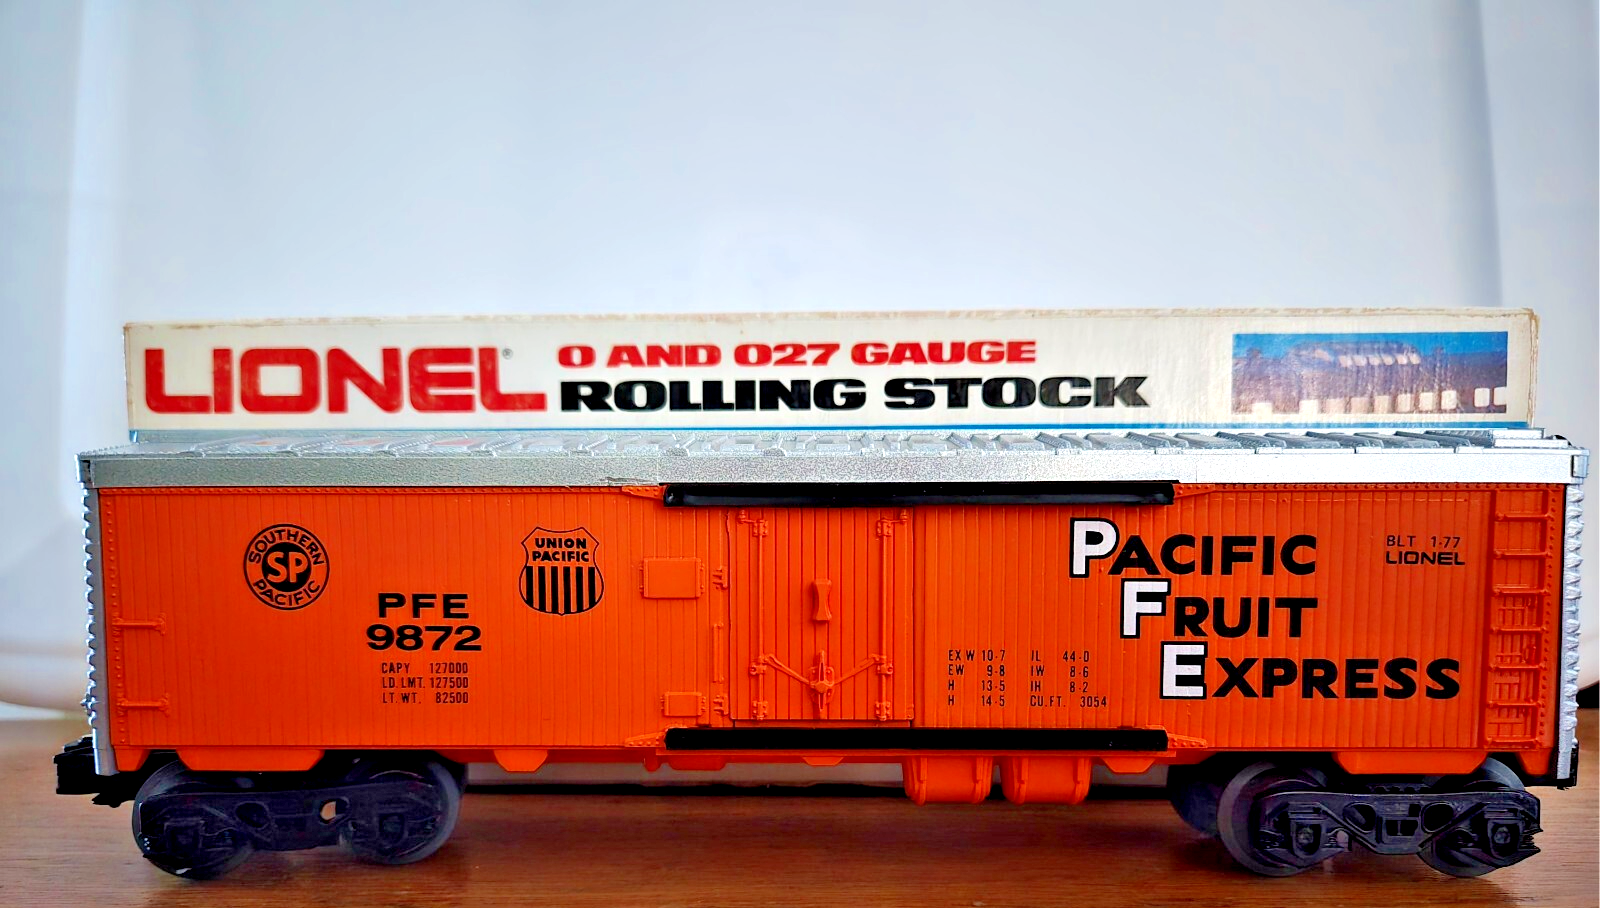 LIONEL®
O AND O27 GAUGE
ROLLING STOCK
SOUTHERN
SP
PACIFIC
UNION
PACIFIC
PFE
9872
CAPY 127000
LD. LMT. 127500
LT. WT. 82500
EX W 10-7 IL 44-0
EW 9-8 IW 8-6
H 13-5 IH 8-2
H 14-5 CU. FT. 3054
PACIFIC
FRUIT
EXPRESS
BLT 1-77
LIONEL